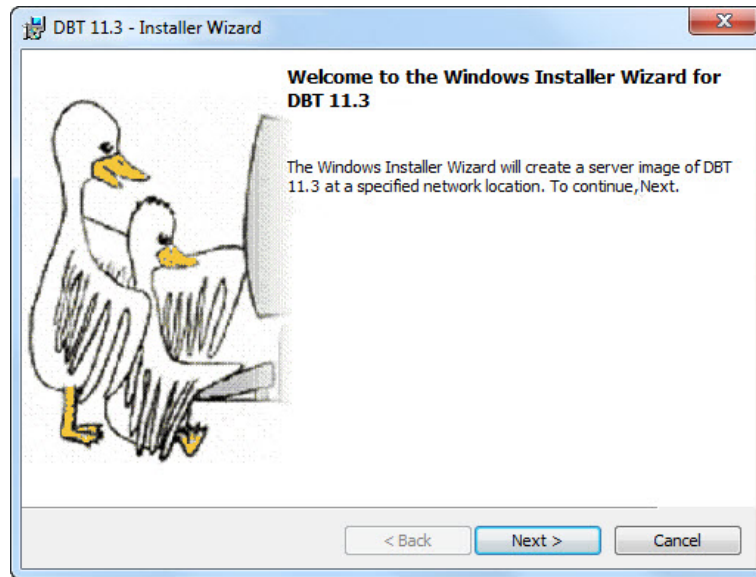 DBT 11.3 - Installer Wizard
Welcome to the Windows Installer Wizard for
DBT 11.3
The Windows Installer Wizard will create a server image of DBT
11.3 at a specified network location. To continue,Next.
< Back
Next >
Cancel